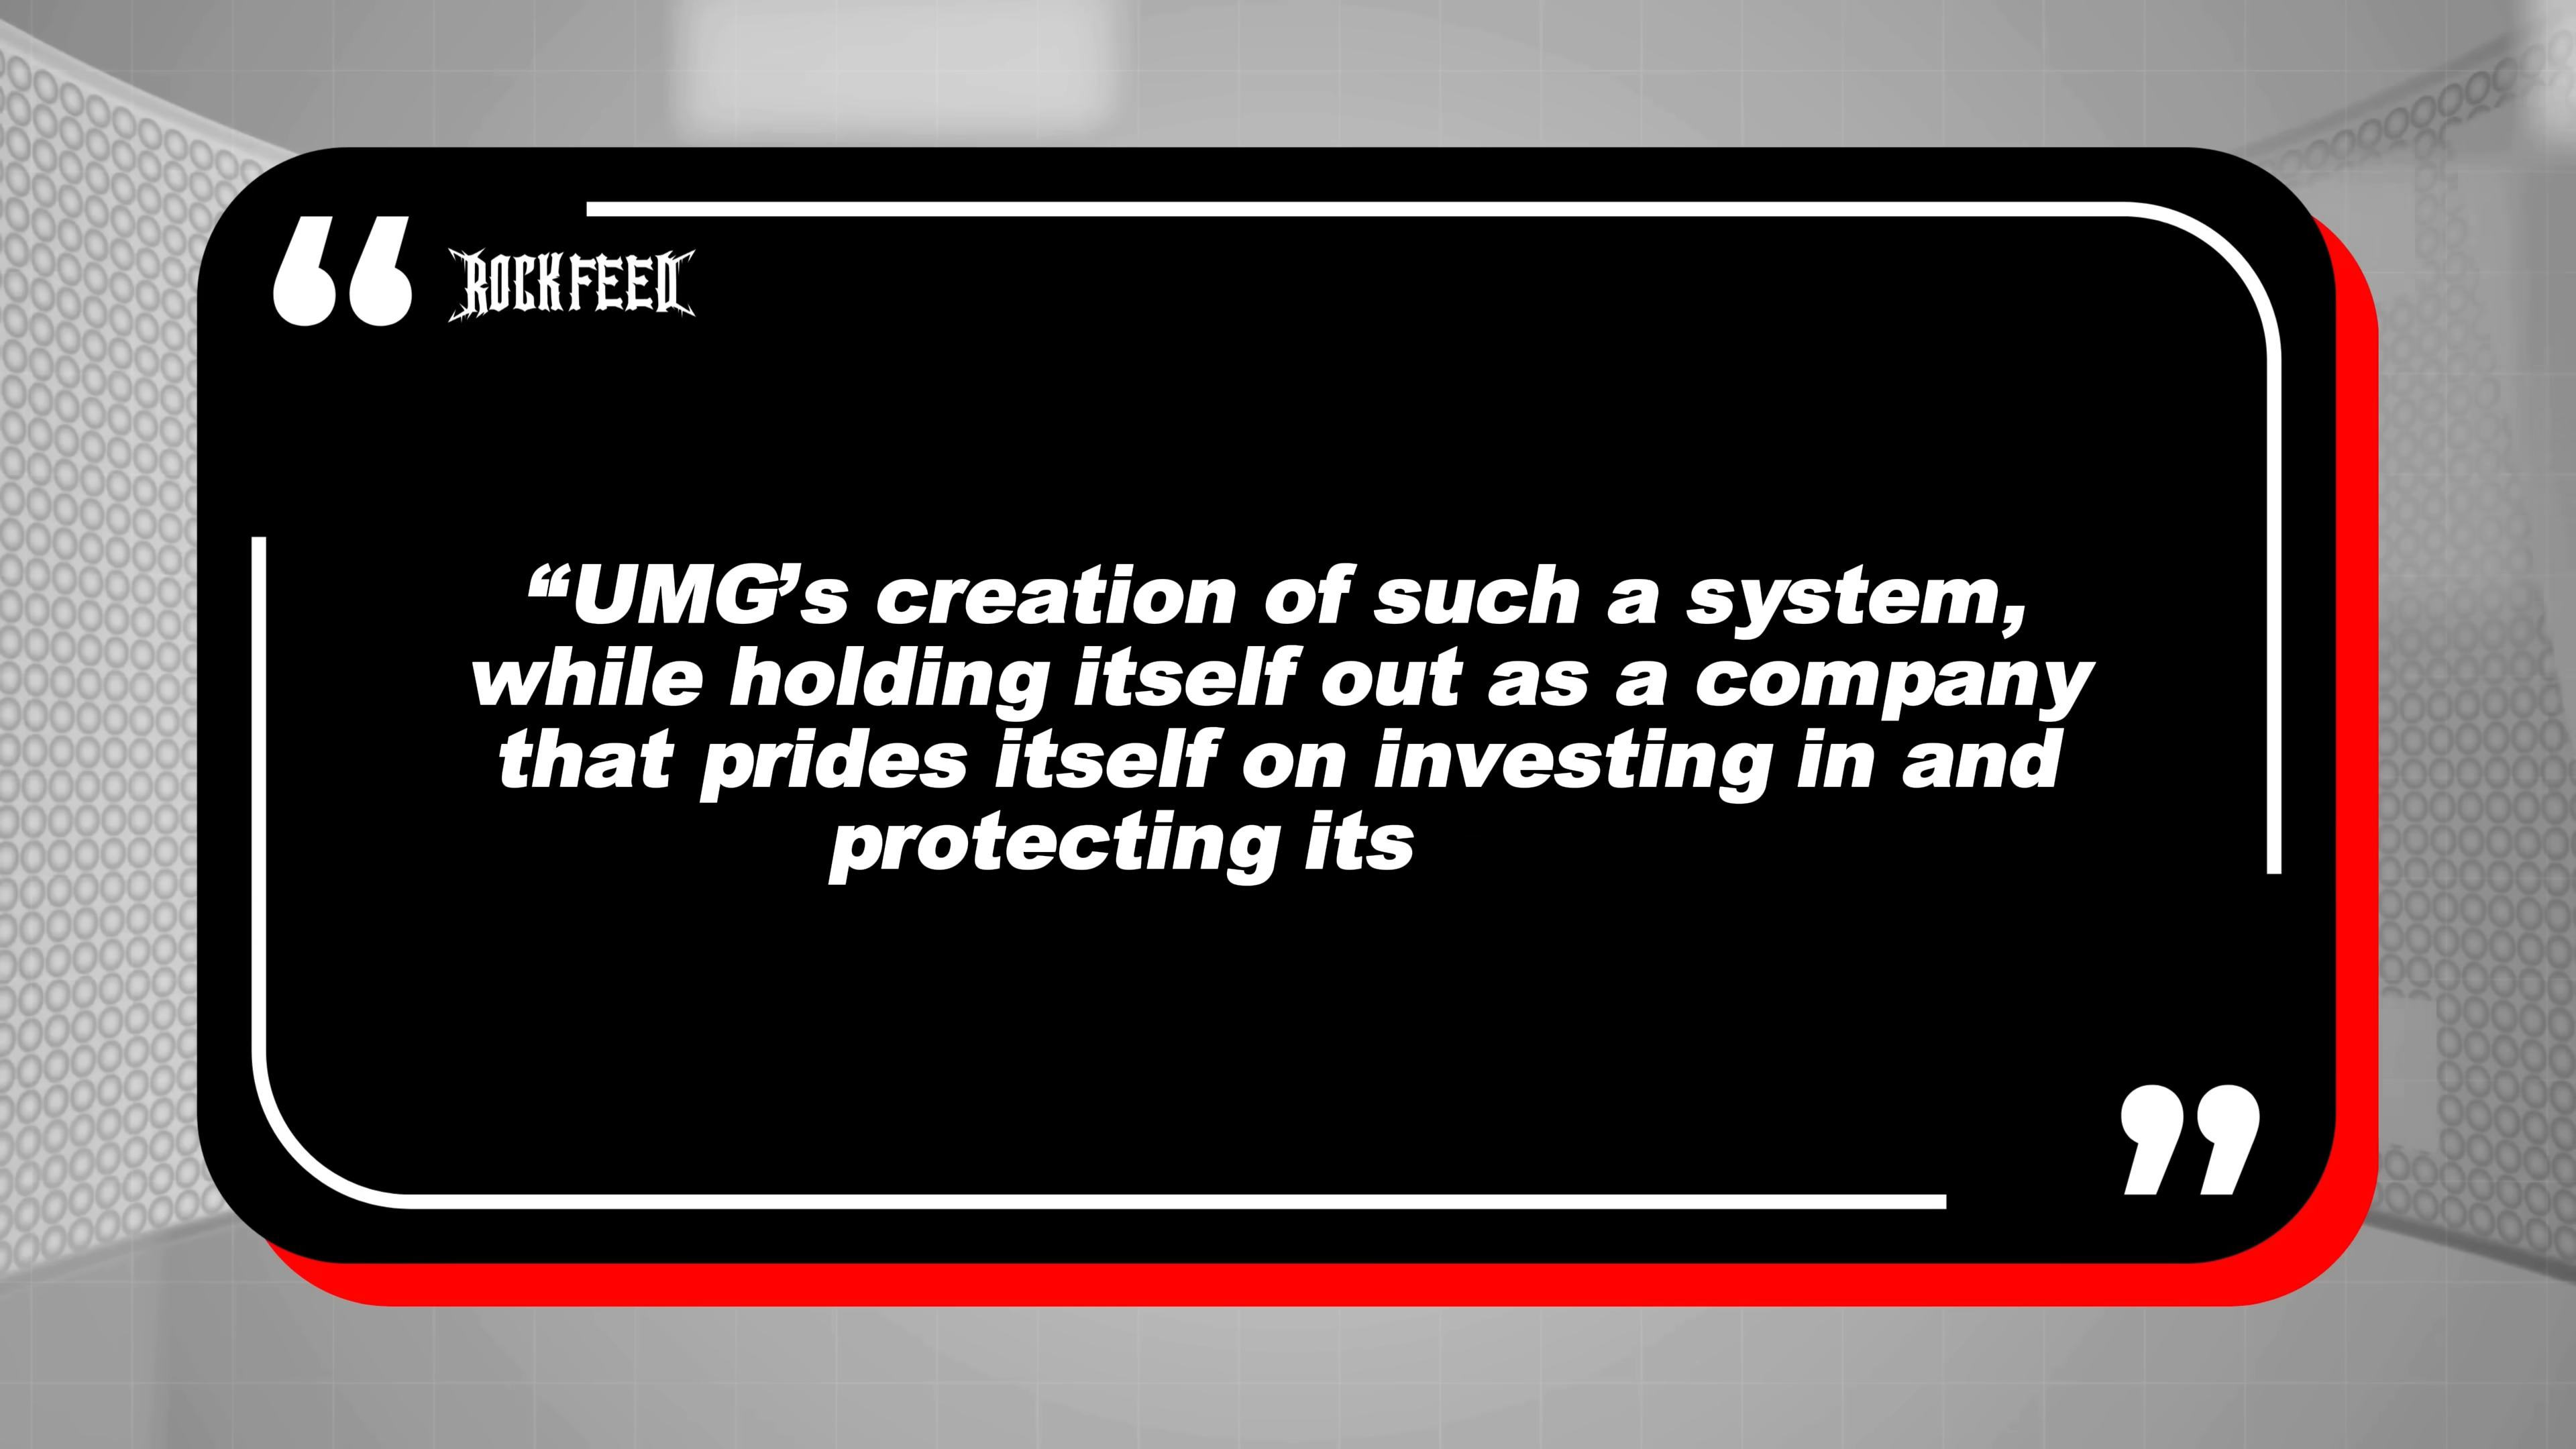 ROCKFEED
“UMG’s creation of such a system,
while holding itself out as a company
that prides itself on investing in and
protecting its